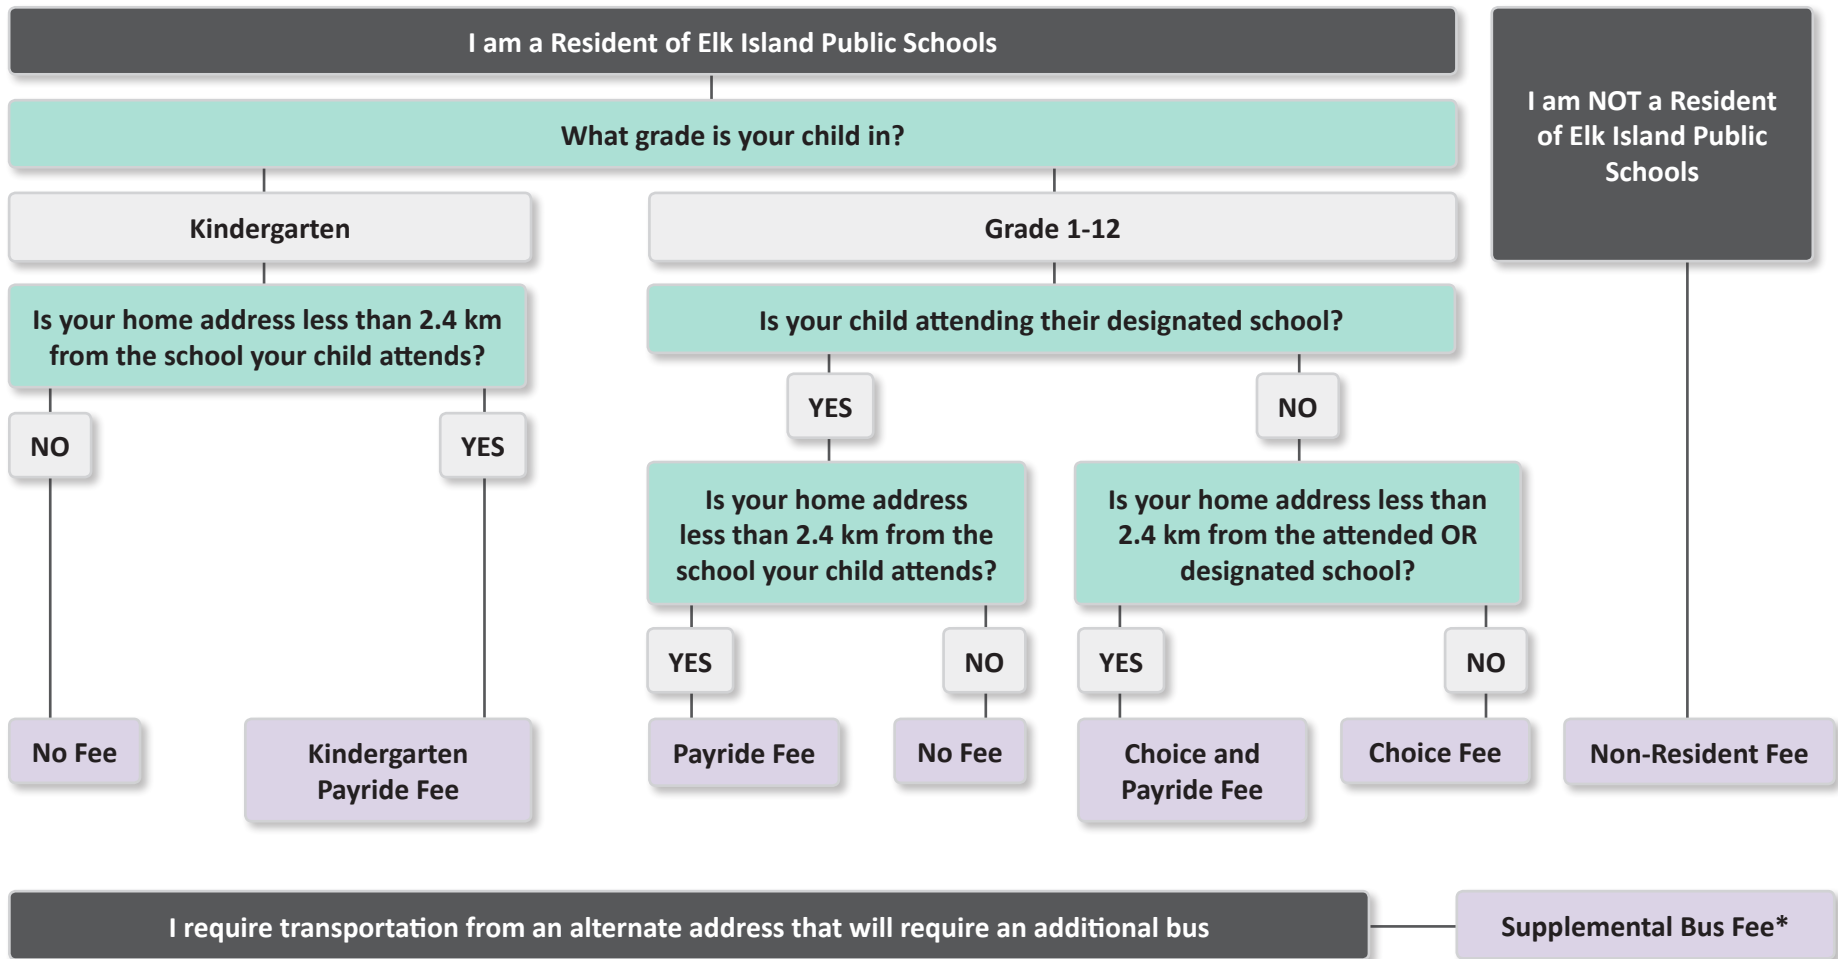 I am a Resident of Elk Island Public Schools
I am NOT a Resident
of Elk Island Public
Schools
What grade is your child in?
Kindergarten
Grade 1-12
Is your home address less than 2.4 km
from the school your child attends?
Is your child attending their designated school?
NO
YES
YES
NO
Is your home address
less than 2.4 km from the
school your child attends?
Is your home address less than
2.4 km from the attended OR
designated school?
YES
NO
YES
NO
No Fee
Kindergarten
Payride Fee
Payride Fee
No Fee
Choice and
Payride Fee
Choice Fee
Non-Resident Fee
I require transportation from an alternate address that will require an additional bus
Supplemental Bus Fee*